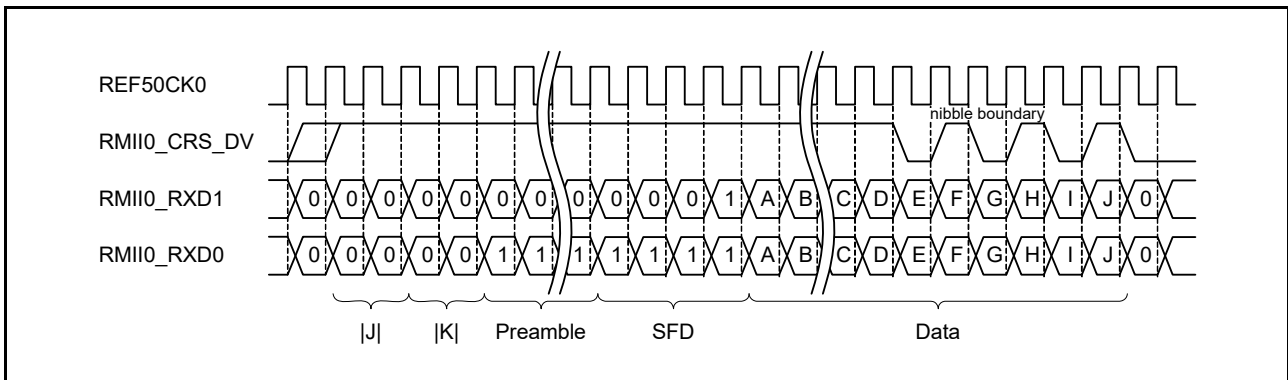 REF50CK0
nibble boundary
RMII0_CRS_DV
RMII0_RXD1 0 0 0 0 0 0 0 0 0 0 0 1 A B C D E F G H I J 0
RMII0_RXD0 0 0 0 0 0 1 1 1 1 1 1 1 A B C D E F G H I J 0
|J| |K| Preamble SFD Data